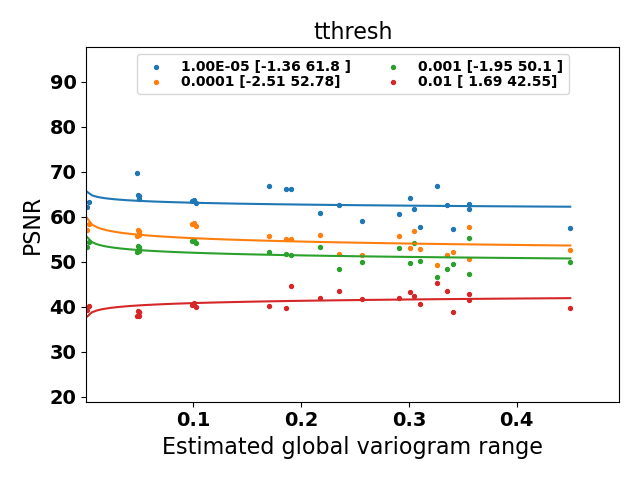 tthresh
1.00E-05 [-1.36 61.8 ]
0.0001 [-2.51 52.78]
0.001 [-1.95 50.1 ]
0.01 [ 1.69 42.55]
PSNR
90
80
70
60
50
40
30
20
0.1 0.2 0.3 0.4
Estimated global variogram range